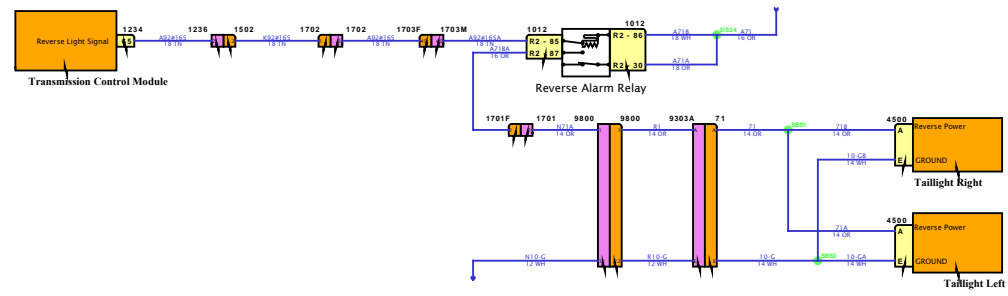 Reverse Light Signal
Transmission Control Module
1234
A92#165
18 TN
1236
1502
K92#165
18 TN
1702
1702
A92#165
18 TN
1703F
1703M
A92#165A
18 TN
A71BA
16 OR
1012
R2 - 85
R2 87
1012
R2 - 86
R2 30
Reverse Alarm Relay
A71B
18 WH
A71A
18 OR
DS24
A71
16 OR
1701F
1701
N71A
14 OR
9800
9800
R1
14 OR
9303A
71
71
14 OR
SBS1
71B
14 OR
4500
A
Reverse Power
10-GB
14 WH
E
GROUND
Taillight Right
71A
14 OR
4500
A
Reverse Power
N10-G
12 WH
R10-G
12 WH
10-G
14 WH
SBS3
10-GA
14 WH
E
GROUND
Taillight Left